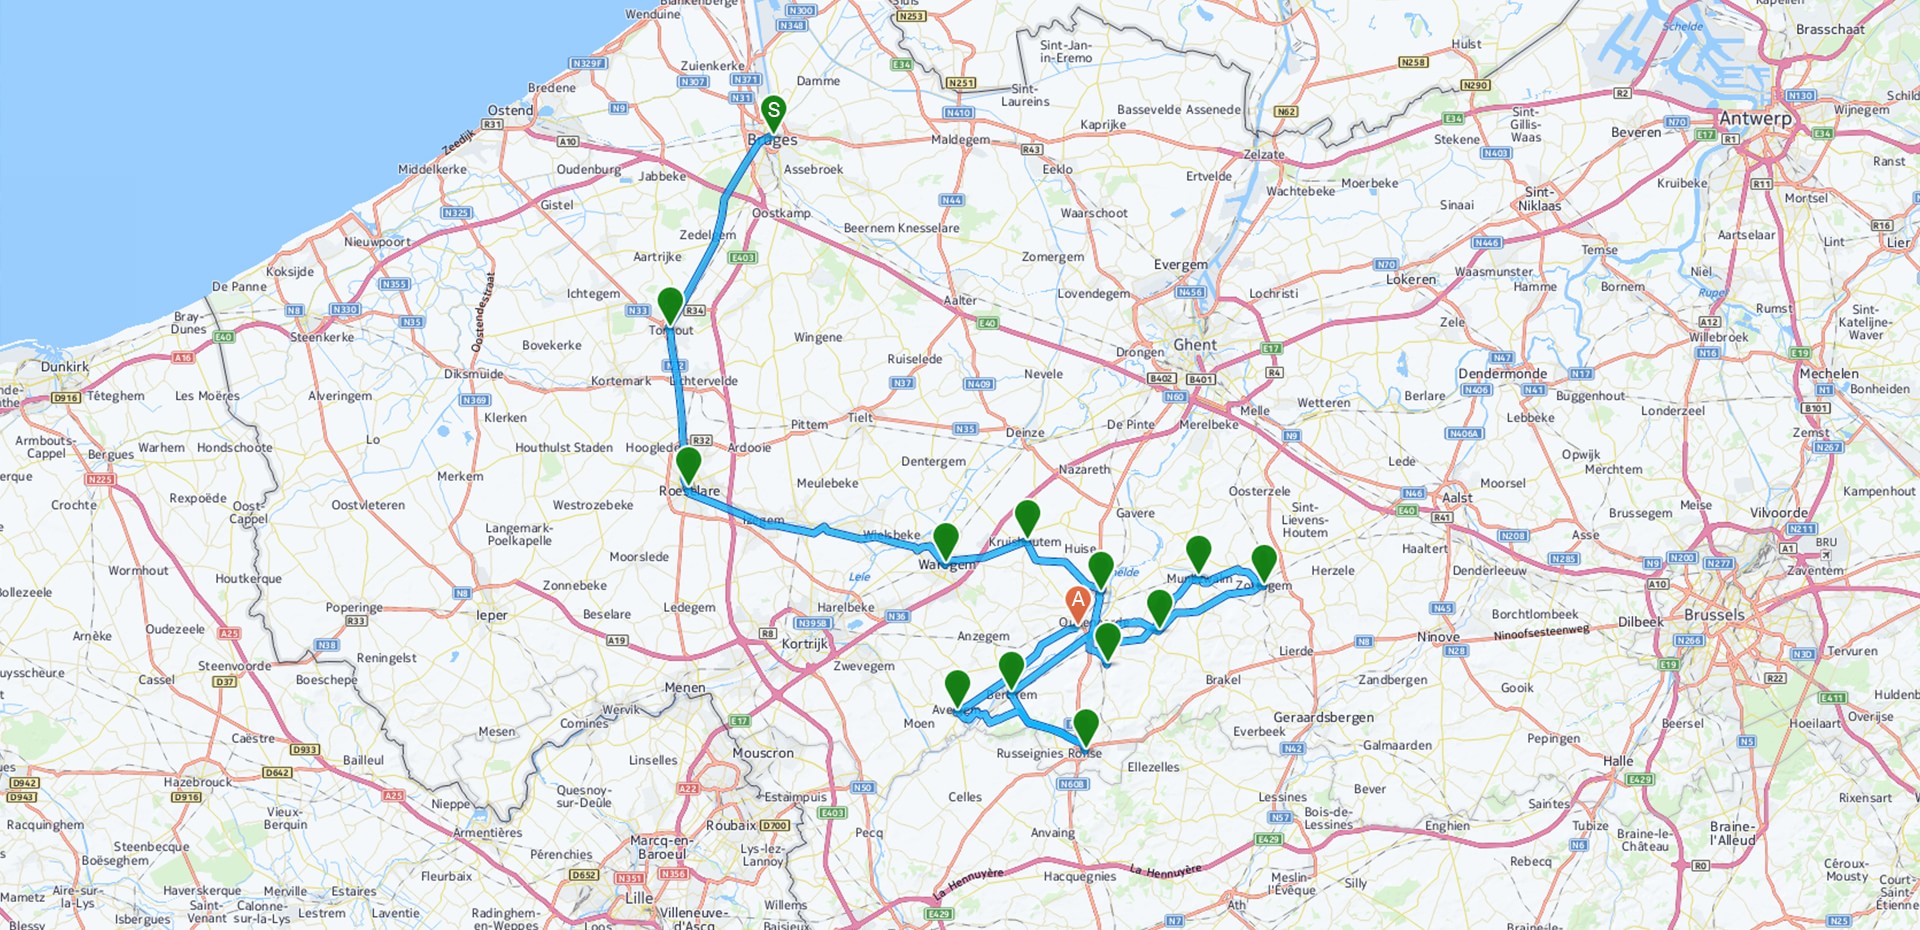 Blankenberge
Sluis
Wenduine
N300
N348
N253
Kapellen
Schelde
Brasschaat
Sint-Jan-
in-Eremo
Hulst
N329F
Zuienkerke
N371
N307
Damme
E34
N251
N258
N290
Bredene
N31
S
Sint-
Laureins
R2
N130
Schilde
Ostend
N9
N410
Bassevelde
Assenede
N62
E34
Sint-
Gillis-
Waas
N70
Antwerp
Wijnegem
R31
Zeedijk
A10
Bruges
Maldegem
Kaprijke
R43
Stekene
N403
Beveren
E17
R1
E34
Middelkerke
Oudenburg
Jabbeke
Assebroek
Eeklo
Zelzate
Ertvelde
Wachtebeke
Moerbeke
Kruibeke
R11
Ranst
N325
Gistel
Oostkamp
N44
Waarschoot
Sinaai
Sint-
Niklaas
Mortsel
Nieuwpoort
Zedelgem
Beernem
Knesselare
N446
Temse
Aartselaar
Lint
R16
Lier
Koksijde
Aartrijke
E403
Zomergem
Evergem
N70
Lokeren
Waasmunster
Hamme
Niel
Rupel
De Panne
N355
Oostendestraat
Ichtegem
Lovendegem
N456
Lochristi
Bornem
Rumst
Bray-
Dunes
N8
N330
N35
N33
R34
Torhout
Aalter
E40
Zele
A12
Willebroek
Sint-
Katelijne-
Waver
E40
Steenkerke
Bovekerke
Wingene
Ghent
E17
N16
E19
A16
Dunkirk
Diksmuide
Ruiselede
Drongen
R4
N47
Dendermonde
N17
Mechelen
D916
Téteghem
Les Moëres
Alveringem
N369
Kortemark
Lichtervelde
N37
N409
Nevele
B402
B401
N60
N406
N41
Buggenhout
N1
Bonheiden
Klerken
Tielt
Melle
Wetteren
Berlare
Lebbeke
Londerzeel
B101
Armbouts-
Cappel
Bergues
Warhem
Hondschoote
Lo
Houthulst
Staden
Hooglede
R32
Ardooie
Pittem
N35
Deinze
De Pinte
Merelbeke
N9
N406A
Zemst
N267
N225
Merkem
Dentergem
Nazareth
Lede
Opwijk
Merchtem
Crochte
Rexpoëde
Oost-
Cappel
Oostvleteren
Westrozebeke
Roeselare
Meulebeke
Oosterzele
N46
Moorsel
Aalst
Kampenhout
Langemark-
Poelkapelle
Izegem
Gavere
Sint-
Lievens-
Houtem
E40
R41
Brussegem
Meise
Vilvoorde
N211
Wormhout
Houtkerque
Moorslede
Wielsbeke
Kruishoutem
Huise
N208
Asse
A1
BRU
Zonnebeke
Leie
Waregem
Haaltert
N285
N9
N200
N277
Zaventem
Munkzwalm
Zottegem
Herzele
Denderleeuw
A10
Poperinge
R33
N8
Ieper
Beselare
Ledegem
Harelbeke
N36
A
Oudenaarde
N45
Borchtlombeek
Brussels
Arnèke
Oudezeele
A25
N395B
R8
Anzegem
Dilbeek
N38
A19
Kortrijk
N8
Ninove
Ninoofsesteenweg
N266
N3D
Tervuren
Steenvoorde
Reningelst
Zwevegem
Lierde
N28
E19
Cassel
D37
Boeschepe
Menen
Berchem
Brakel
Zandbergen
Gooik
R22
E411
Huldenberg
Wervik
E17
Avelgem
Moen
Geraardsbergen
Beersel
Hoeilaart
Overijse
Mesen
Comines
Everbeek
N42
Galmaarden
Pepingen
N5
Caëstre
D933
Mouscron
Russeignies
Ronse
Bailleul
Linselles
Ellezelles
Halle
Hazebrouck
D642
D942
D943
D916
A25
Nieppe
Quesnoy-
sur-Deûle
A22
Estaimpuis
N50
Celles
N60B
Lessines
Bever
E429
Saintes
Rixensart
Vieux-
Berquin
Racquinghem
Armentières
Roubaix
D700
E403
N57
Bois-de-
Lessines
Enghien
Tubize
Braine-
l'Alleud
Steenbecque
Boëseghem
Marcq-en-
Baroeul
Lys-lez-
Lannoy
Pecq
Anvaing
E429
N6
Braine-le-
Château
Pérenchies
N351
N356
La Hennuyère
La Hennuyère
Hacquegnies
Rebecq
R0
Céroux-
Mousty
Mametz
Aire-sur-
la-Lys
Haverskerque
Merville
Estaires
Fleurbaix
D652
Meslin-
l'Évêque
Silly
Court-
Saint-
Étienne
Saint-
Venant
Calonne-
sur-la-Lys
Lestrem
Laventie
Radinghem-
en-Weppes
Lille
Villeneuve-
d'Ascq
Willems
E429
Ath
N7
N25
Blessy
Isbergues
Loos
Baisieux
Braine-le-